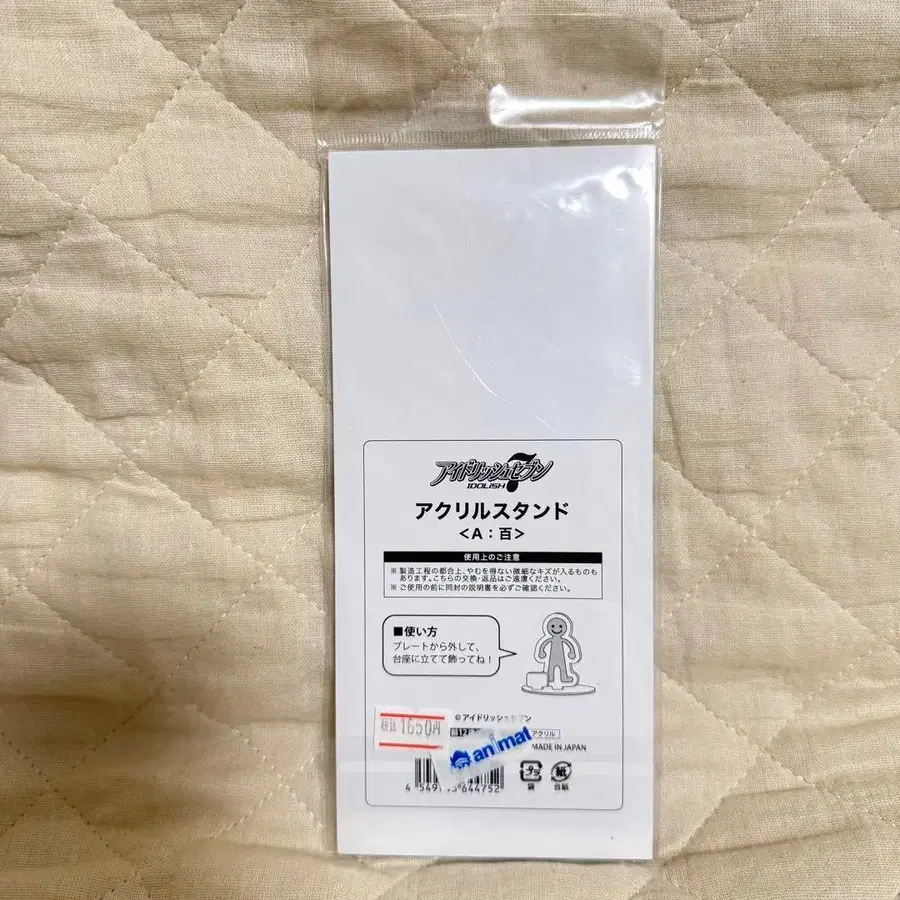 アイドリッシュセブン
IDOLiSH7
アクリルスタンド
<A:百>
使用上のご注意
※製造工程の都合上、やむを得ない微細なキズが入るものも
あります。こちらの交換・返品はご遠慮ください。
※ご使用の前に同封の説明書を必ずご確認ください。
■使い方
プレートから外して、
台座に立てて飾ってね!
©アイドリッシュセブン
税込 1650円
アクリル
animat
MADE IN JAPAN
プラ 紙
袋 台紙
4 549 644752